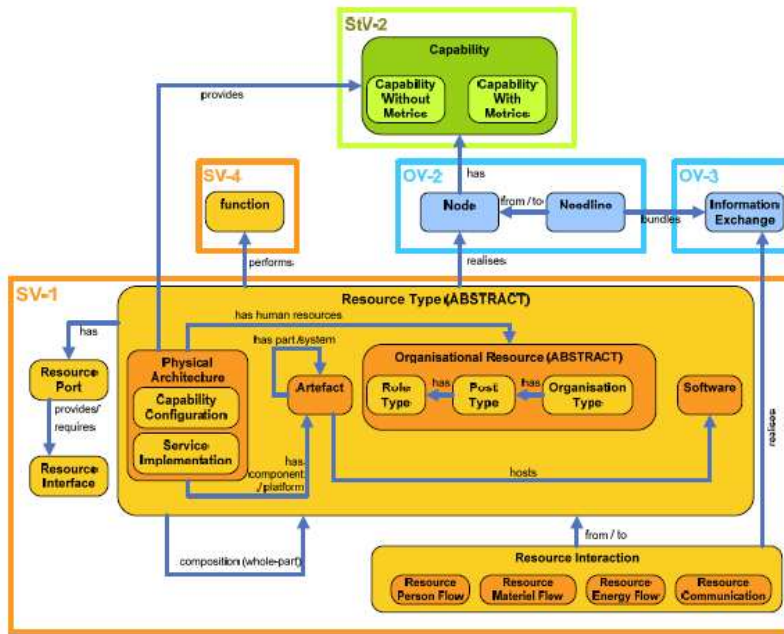 StV-2
Capability
Capability
Without
Metrics
Capability
With
Metrics
provides
has
SV-4
function
OV-2
Node
from / to
Needline
bundles
OV-3
Information
Exchange
performs
realises
SV-1
Resource Type (ABSTRACT)
has
has human resources
has part /system
Resource
Port
Physical
Architecture
Capability
Configuration
Service
Implementation
Artefact
Organisational Resource (ABSTRACT)
Role
Type
has
Post
Type
has
Organisation
Type
Software
provides/
requires
Resource
Interface
has
component
/ platform
hosts
realises
composition (whole-part)
from / to
Resource Interaction
Resource
Person Flow
Resource
Materiel Flow
Resource
Energy Flow
Resource
Communication